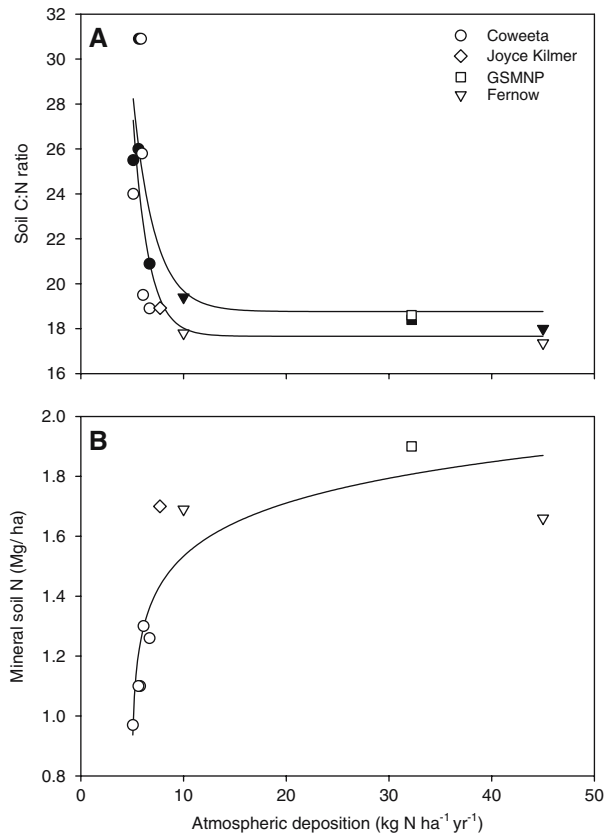 A
32
30
28
26
24
22
20
18
16
Soil C:N ratio
Coweeta
Joyce Kilmer
GSMNP
Fernow
B
2.0
1.8
1.6
1.4
1.2
1.0
0.8
Mineral soil N (Mg/ ha)
0 10 20 30 40 50
Atmospheric deposition (kg N ha⁻¹ yr⁻¹)